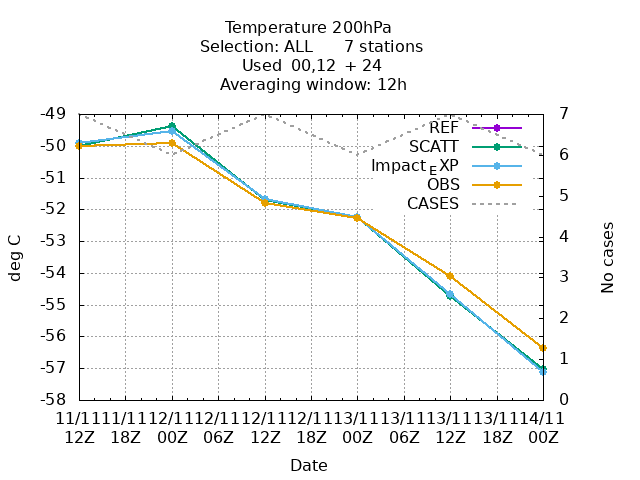 Temperature 200hPa
Selection: ALL 7 stations
Used 00,12 + 24
Averaging window: 12h
-49
-50
-51
-52
-53
-54
-55
-56
-57
-58
deg C
7
6
5
4
3
2
1
0
No cases
REF
SCATT
Impact_EXP
OBS
CASES
11/11 11/11 12/11 12/11 12/11 12/11 13/11 13/11 13/11 13/11 14/11
12Z 18Z 00Z 06Z 12Z 18Z 00Z 06Z 12Z 18Z 00Z
Date